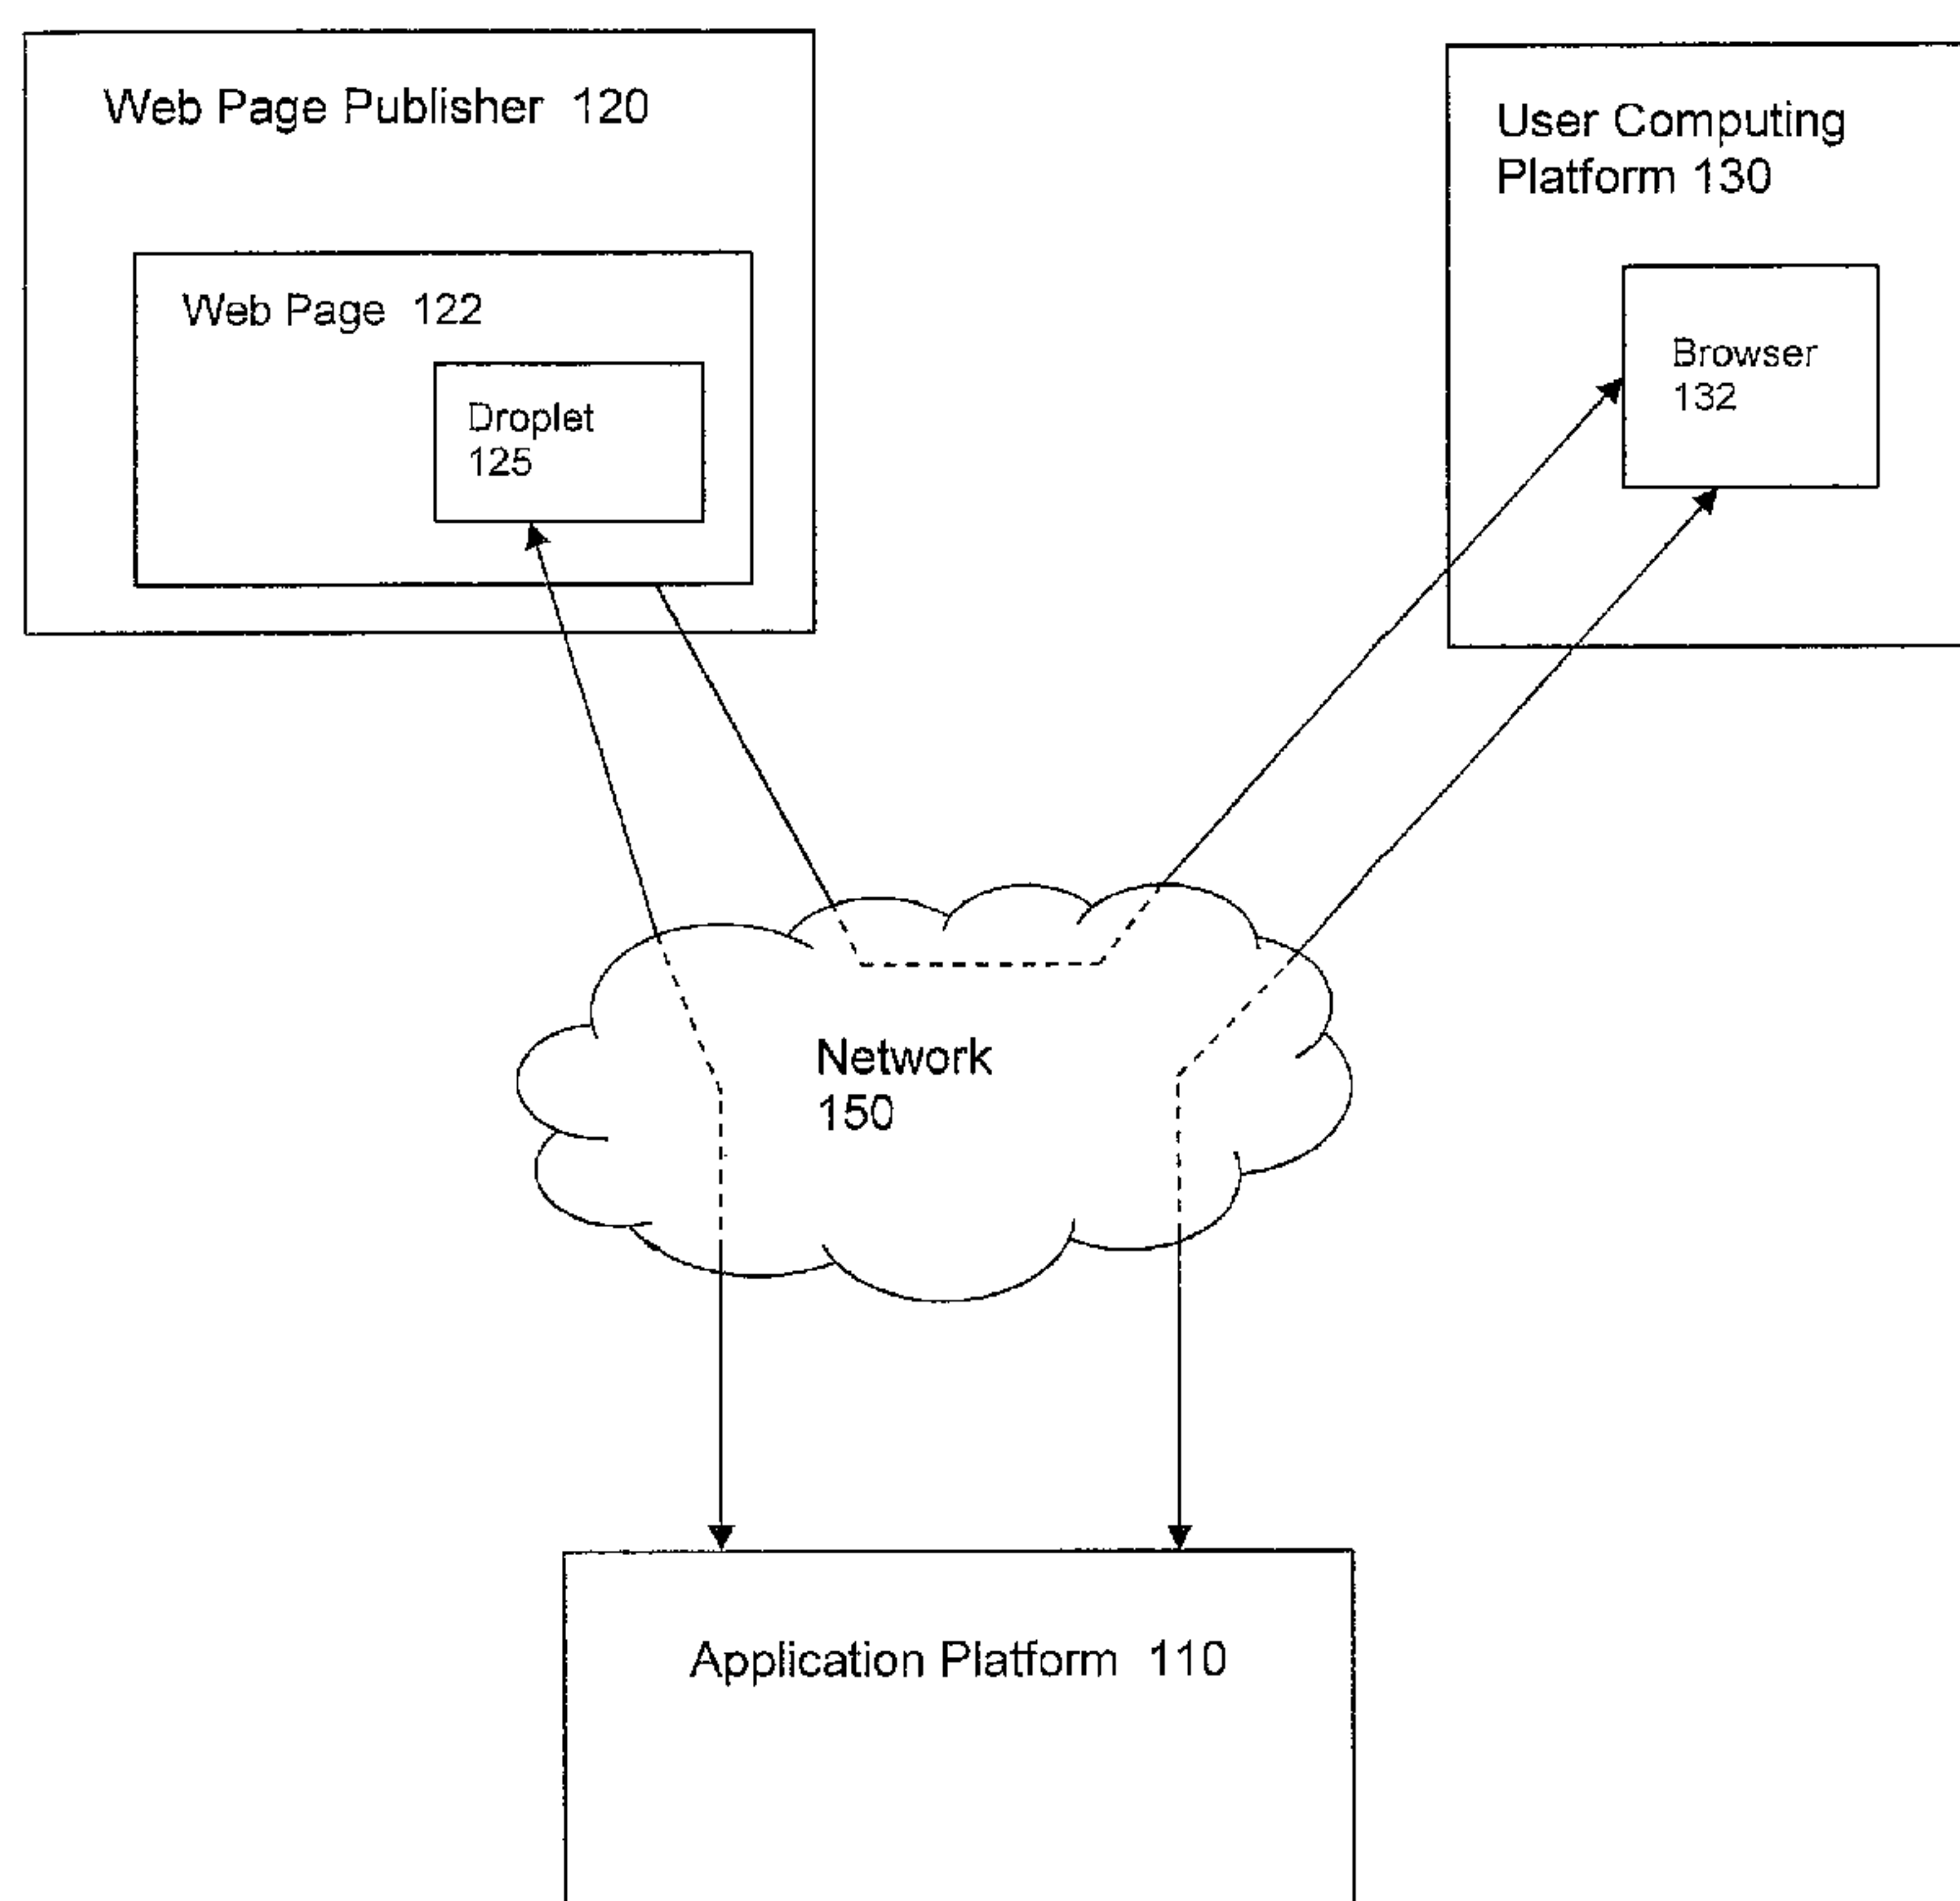 Web Page Publisher 120
Web Page 122
Droplet
125
User Computing
Platform 130
Browser
132
Network
150
Application Platform 110